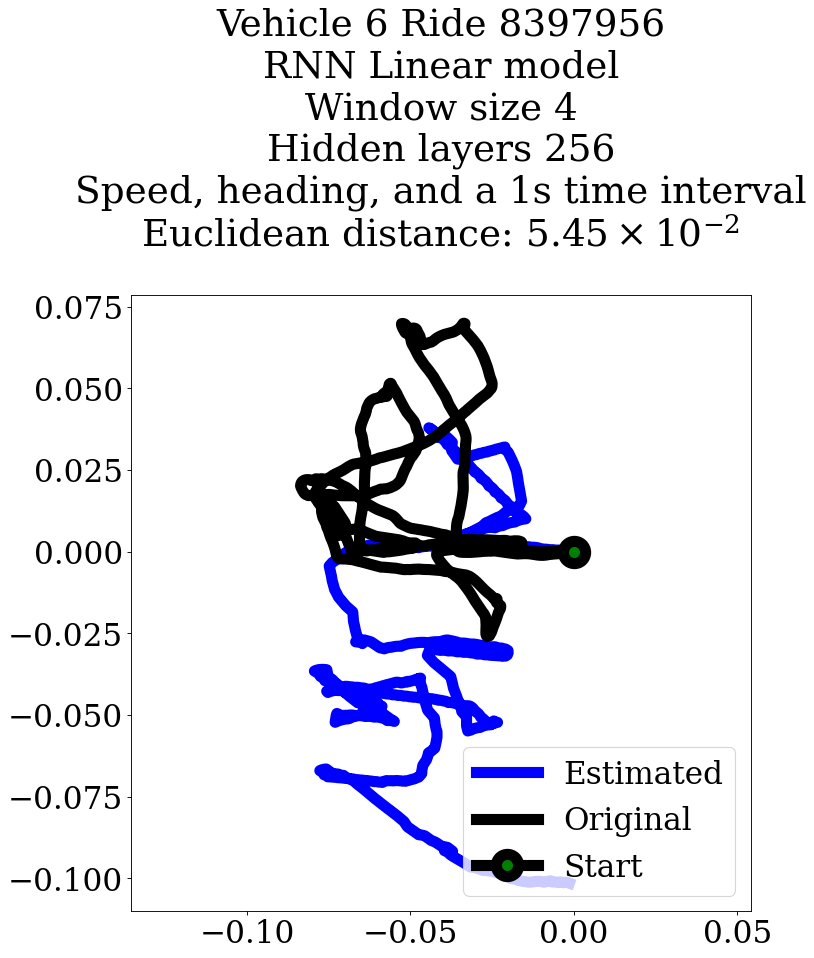 Vehicle 6 Ride 8397956
RNN Linear model
Window size 4
Hidden layers 256
Speed, heading, and a 1s time interval
Euclidean distance: 5.45 × 10⁻²
0.075
0.050
0.025
0.000
−0.025
−0.050
−0.075
−0.100
Estimated
Original
Start
−0.10
−0.05
0.00
0.05